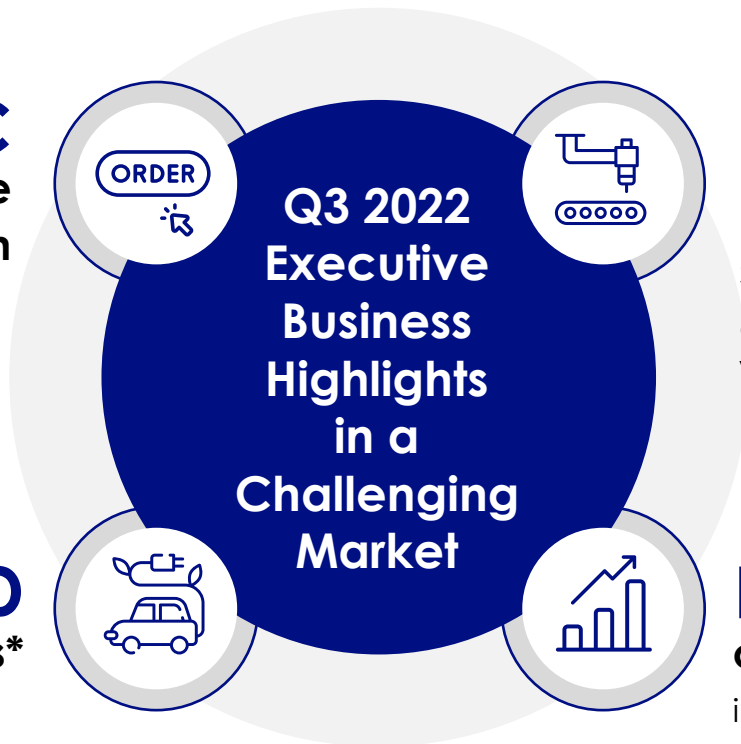 ORDER
Q3 2022
Executive
Business
Highlights
in a
Challenging
Market